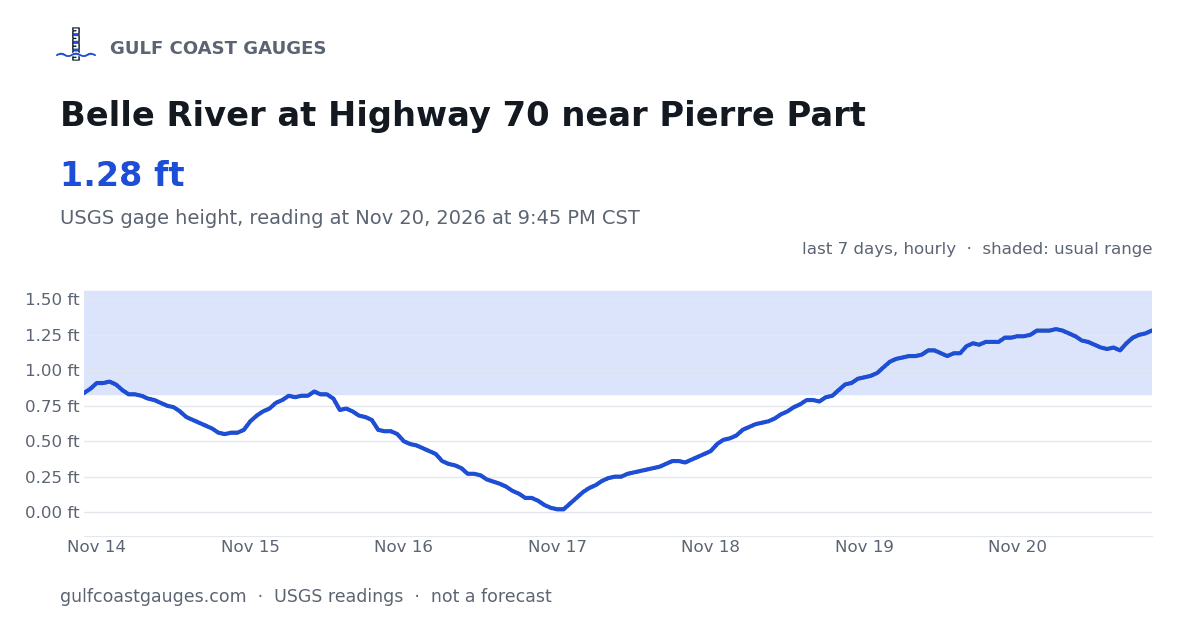 GULF COAST GAUGES
Belle River at Highway 70 near Pierre Part
1.28 ft
USGS gage height, reading at Nov 20, 2026 at 9:45 PM CST
last 7 days, hourly · shaded: usual range
1.50 ft
1.25 ft
1.00 ft
0.75 ft
0.50 ft
0.25 ft
0.00 ft
Nov 14 Nov 15 Nov 16 Nov 17 Nov 18 Nov 19 Nov 20
gulfcoastgauges.com · USGS readings · not a forecast